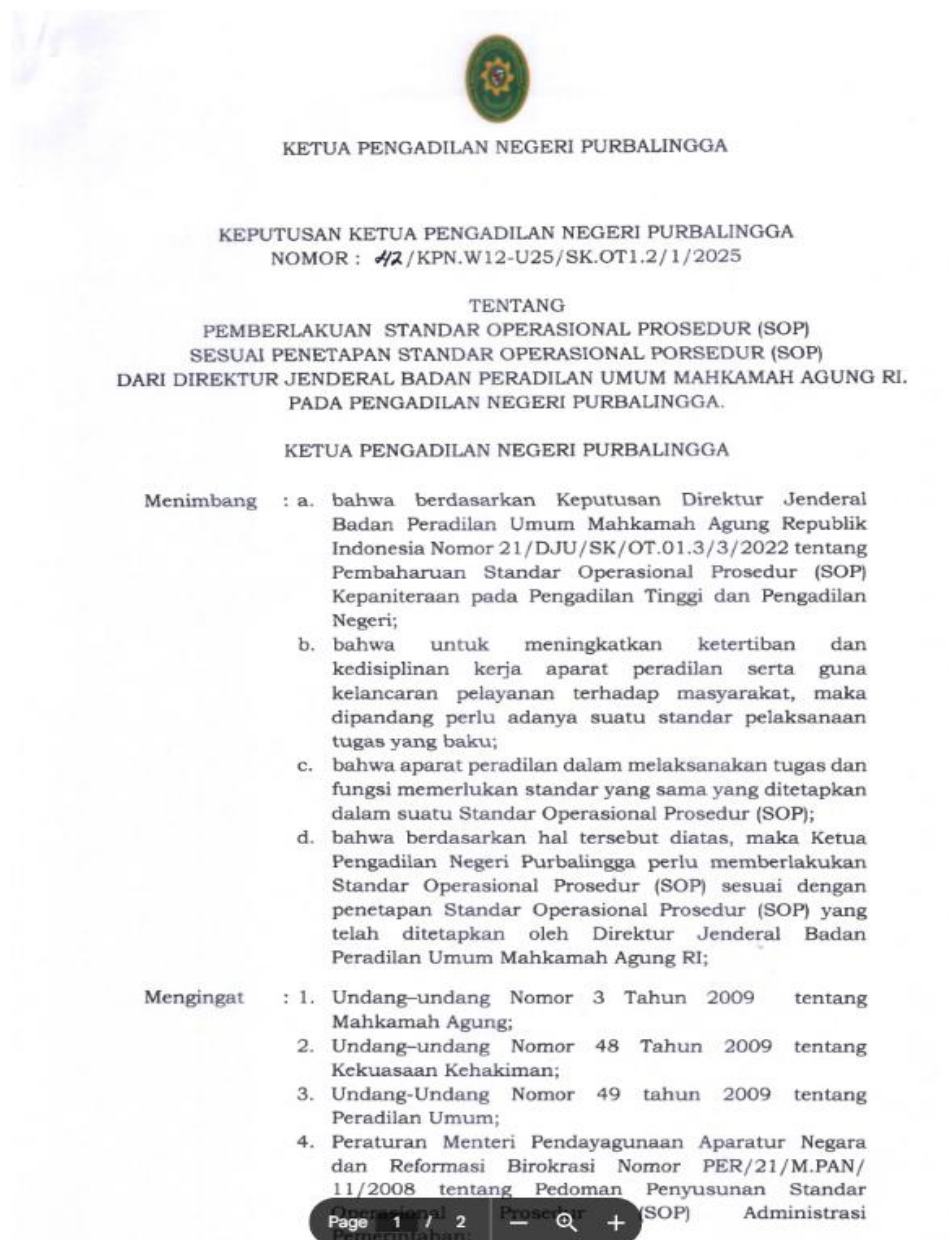 KETUA PENGADILAN NEGERI PURBALINGGA
KEPUTUSAN KETUA PENGADILAN NEGERI PURBALINGGA
NOMOR : 42/KPN.W12-U25/SK.OT1.2/1/2025
TENTANG
PEMBERLAKUAN STANDAR OPERASIONAL PROSEDUR (SOP)
SESUAI PENETAPAN STANDAR OPERASIONAL PORSEDUR (SOP)
DARI DIREKTUR JENDERAL BADAN PERADILAN UMUM MAHKAMAH AGUNG RI.
PADA PENGADILAN NEGERI PURBALINGGA.
KETUA PENGADILAN NEGERI PURBALINGGA
Menimbang : a. bahwa berdasarkan Keputusan Direktur Jenderal
Badan Peradilan Umum Mahkamah Agung Republik
Indonesia Nomor 21/DJU/SK/OT.01.3/3/2022 tentang
Pembaharuan Standar Operasional Prosedur (SOP)
Kepaniteraan pada Pengadilan Tinggi dan Pengadilan
Negeri;
b. bahwa untuk meningkatkan ketertiban dan
kedisiplinan kerja aparat peradilan serta guna
kelancaran pelayanan terhadap masyarakat, maka
dipandang perlu adanya suatu standar pelaksanaan
tugas yang baku;
c. bahwa aparat peradilan dalam melaksanakan tugas dan
fungsi memerlukan standar yang sama yang ditetapkan
dalam suatu Standar Operasional Prosedur (SOP);
d. bahwa berdasarkan hal tersebut diatas, maka Ketua
Pengadilan Negeri Purbalingga perlu memberlakukan
Standar Operasional Prosedur (SOP) sesuai dengan
penetapan Standar Operasional Prosedur (SOP) yang
telah ditetapkan oleh Direktur Jenderal Badan
Peradilan Umum Mahkamah Agung RI;
Mengingat : 1. Undang–undang Nomor 3 Tahun 2009 tentang
Mahkamah Agung;
2. Undang–undang Nomor 48 Tahun 2009 tentang
Kekuasaan Kehakiman;
3. Undang-Undang Nomor 49 tahun 2009 tentang
Peradilan Umum;
4. Peraturan Menteri Pendayagunaan Aparatur Negara
dan Reformasi Birokrasi Nomor PER/21/M.PAN/
11/2008 tentang Pedoman Penyusunan Standar
Operasional Prosedur (SOP) Administrasi
Pemerintahan;
Page 1 / 2